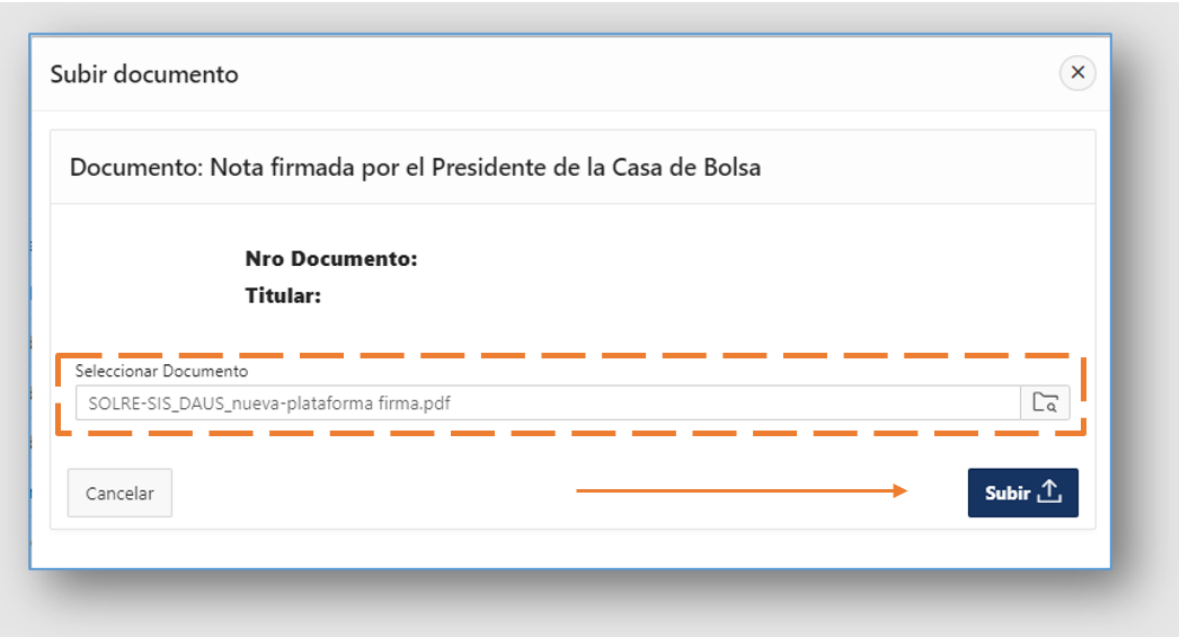 Subir documento
Documento: Nota firmada por el Presidente de la Casa de Bolsa
Nro Documento:
Titular:
Seleccionar Documento
SOLRE-SIS_DAUS_nueva-plataforma firma.pdf
Cancelar
Subir